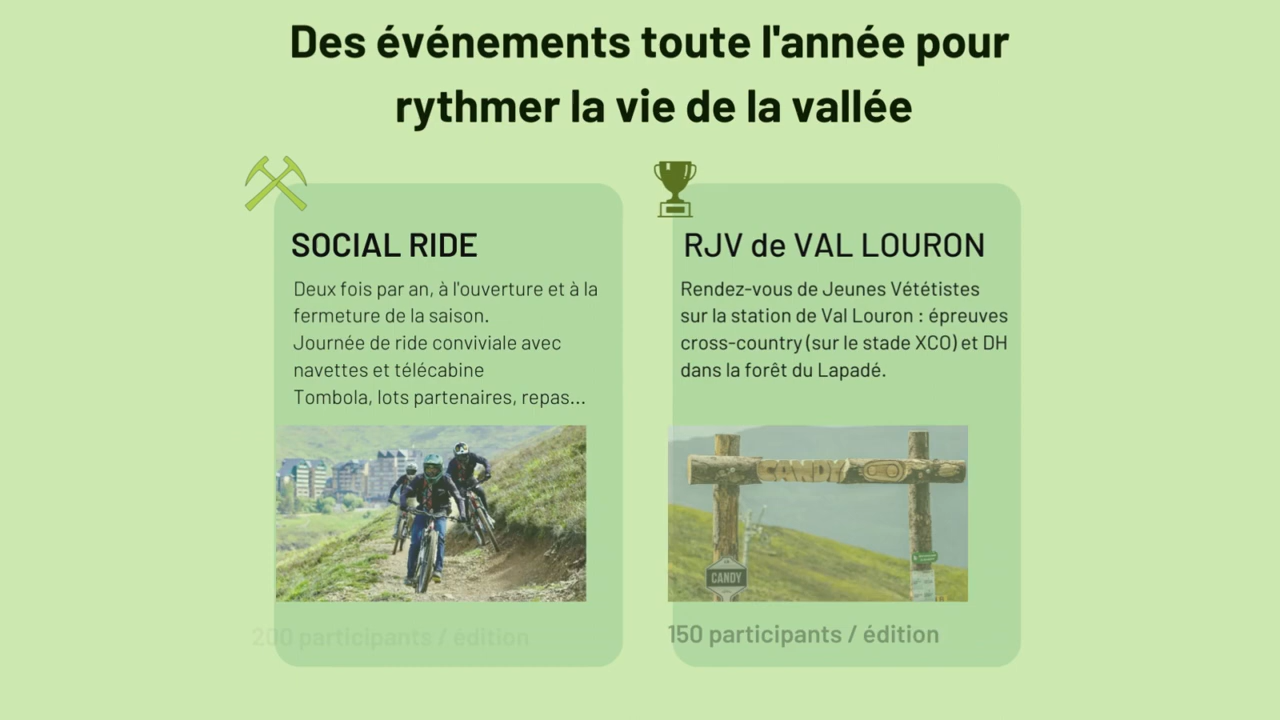 Des événements toute l'année pour
rythmer la vie de la vallée
SOCIAL RIDE
Deux fois par an, à l'ouverture et à la
fermeture de la saison.
Journée de ride conviviale avec
navettes et télécabine
Tombola, lots partenaires, repas...
200 participants / édition
RJV de VAL LOURON
Rendez-vous de Jeunes Vététistes
sur la station de Val Louron : épreuves
cross-country (sur le stade XCO) et DH
dans la forêt du Lapadé.
CANDY
CANDY
150 participants / édition